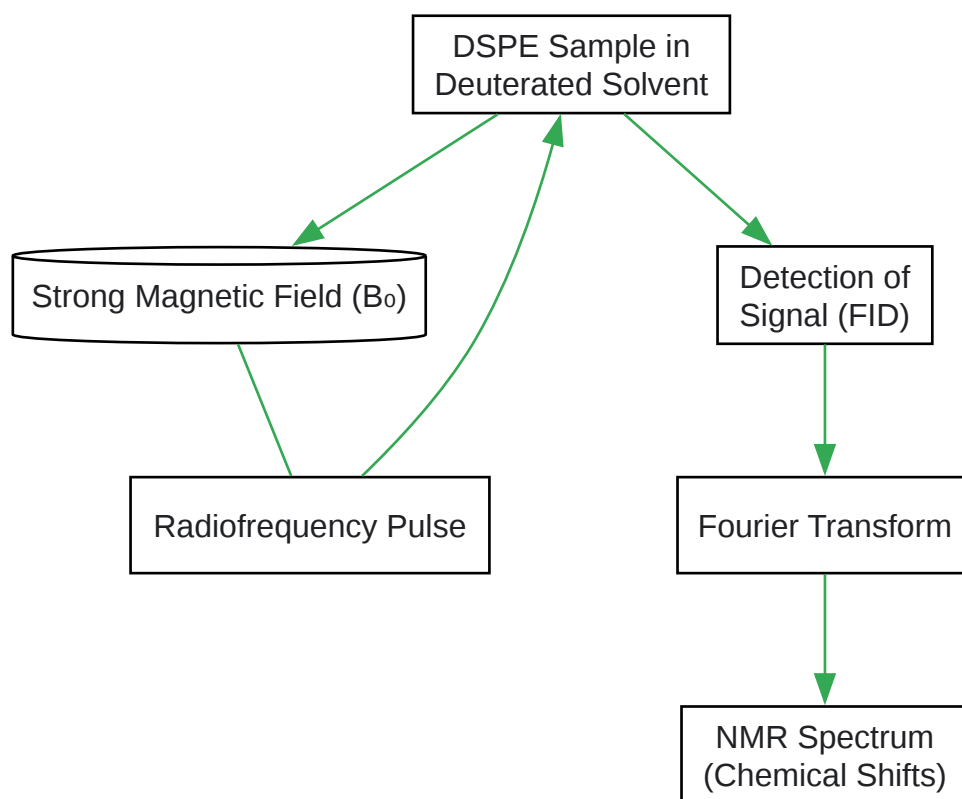 DSPE Sample in
Deuterated Solvent
Strong Magnetic Field (B₀)
Detection of
Signal (FID)
Radiofrequency Pulse
Fourier Transform
NMR Spectrum
(Chemical Shifts)